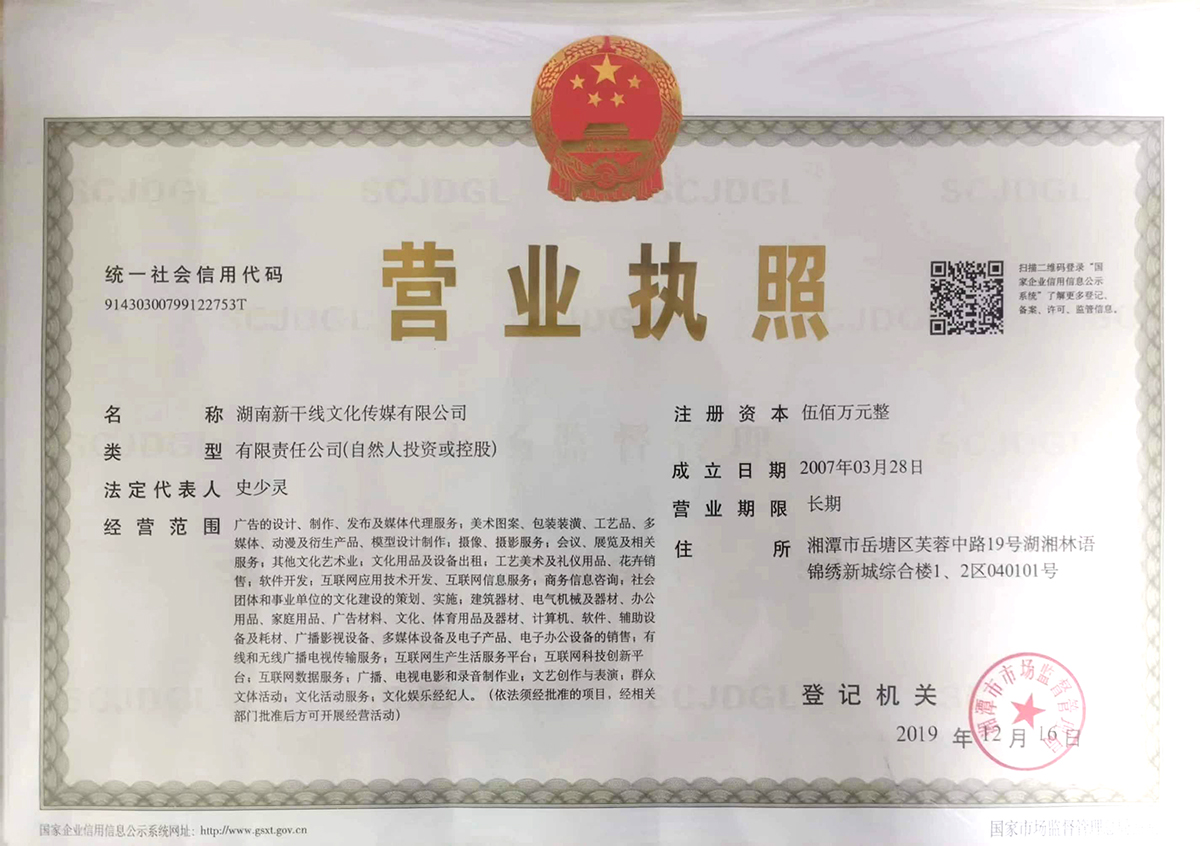 营业执照
统一社会信用代码
91430300799122753T
扫描二维码登录“国
家企业信用信息公示
系统”了解更多登记、
备案、许可、监管信息。
名称 湖南新干线文化传媒有限公司
类型 有限责任公司(自然人投资或控股)
法定代表人 史少灵
经营范围 广告的设计、制作、发布及媒体代理服务；美术图案、包装装潢、工艺品、多
媒体、动漫及衍生产品、模型设计制作；摄像、摄影服务；会议、展览及相关
服务；其他文化艺术业；文化用品及设备出租；工艺美术及礼仪用品、花卉销
售；软件开发；互联网应用技术开发、互联网信息服务；商务信息咨询；社会
团体和事业单位的文化建设的策划、实施；建筑器材、电气机械及器材、办公
用品、家庭用品、广告材料、文化、体育用品及器材、计算机、软件、辅助设
备及耗材、广播影视设备、多媒体设备及电子产品、电子办公设备的销售；有
线和无线广播电视传输服务；互联网生产生活服务平台；互联网科技创新平
台；互联网数据服务；广播、电视电影和录音制作业；文艺创作与表演；群众
文体活动；文化活动服务；文化娱乐经纪人。（依法须经批准的项目，经相关
部门批准后方可开展经营活动）
注册资本 伍佰万元整
成立日期 2007年03月28日
营业期限 长期
住所 湘潭市岳塘区芙蓉中路19号湖湘林语
锦绣新城综合楼1、2区040101号
登记机关
湘潭市市场监督管理局
2019 年 12 月 16 日
国家企业信用信息公示系统网址：http://www.gsxt.gov.cn
国家市场监督管理
SCJDGL
SCJDGL
SCJDGL